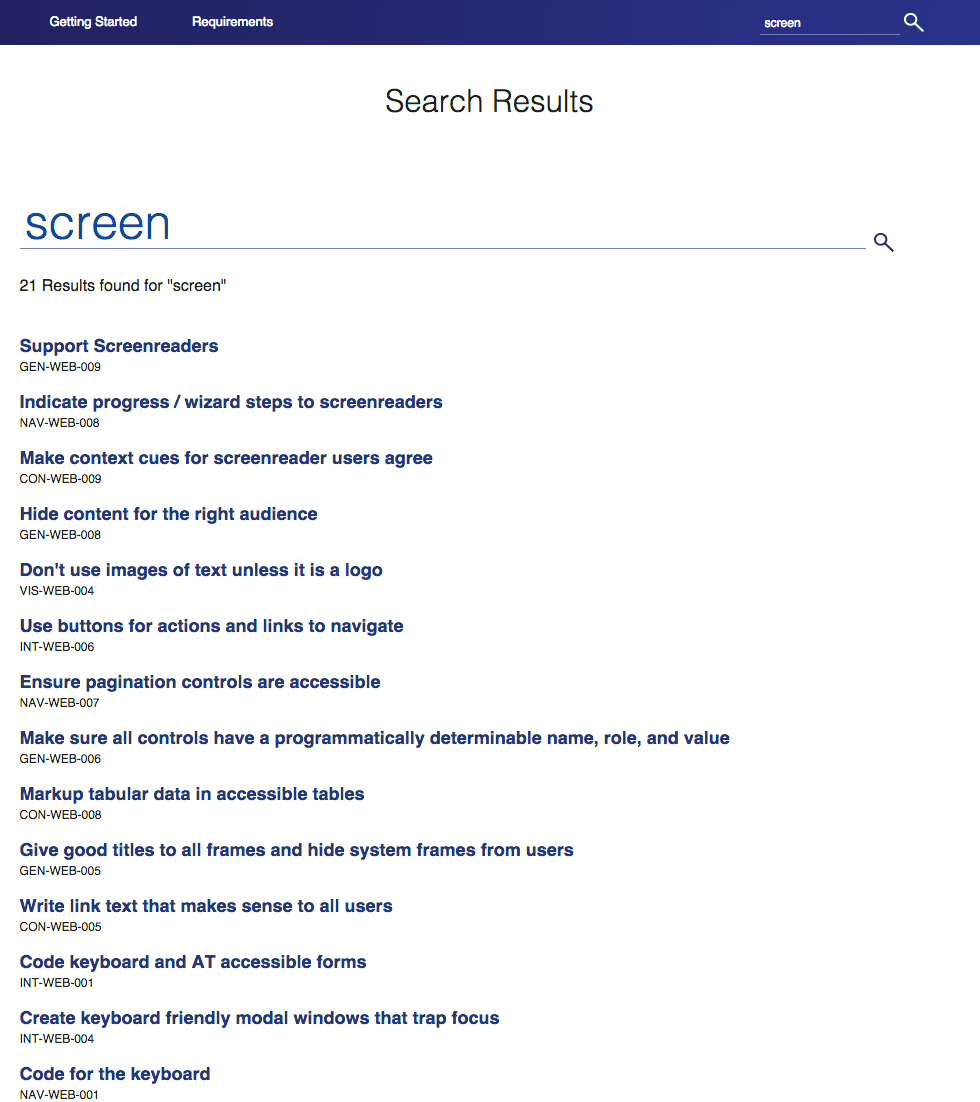 Getting Started Requirements screen
Search Results
screen
21 Results found for "screen"
Support Screenreaders
GEN-WEB-009
Indicate progress / wizard steps to screenreaders
NAV-WEB-008
Make context cues for screenreader users agree
CON-WEB-009
Hide content for the right audience
GEN-WEB-008
Don't use images of text unless it is a logo
VIS-WEB-004
Use buttons for actions and links to navigate
INT-WEB-006
Ensure pagination controls are accessible
NAV-WEB-007
Make sure all controls have a programmatically determinable name, role, and value
GEN-WEB-006
Markup tabular data in accessible tables
CON-WEB-008
Give good titles to all frames and hide system frames from users
GEN-WEB-005
Write link text that makes sense to all users
CON-WEB-005
Code keyboard and AT accessible forms
INT-WEB-001
Create keyboard friendly modal windows that trap focus
INT-WEB-004
Code for the keyboard
NAV-WEB-001